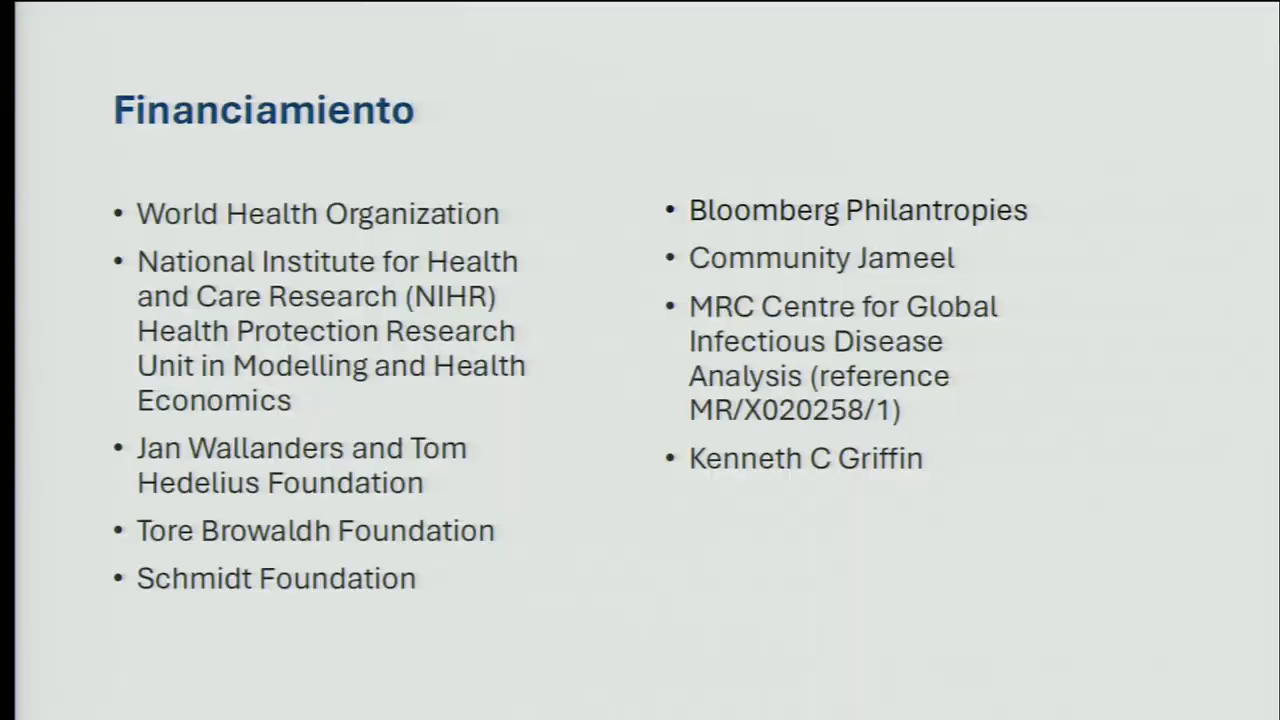 Financiamiento
• World Health Organization
• National Institute for Health
and Care Research (NIHR)
Health Protection Research
Unit in Modelling and Health
Economics
• Jan Wallanders and Tom
Hedelius Foundation
• Tore Browaldh Foundation
• Schmidt Foundation
• Bloomberg Philantropies
• Community Jameel
• MRC Centre for Global
Infectious Disease
Analysis (reference
MR/X020258/1)
• Kenneth C Griffin